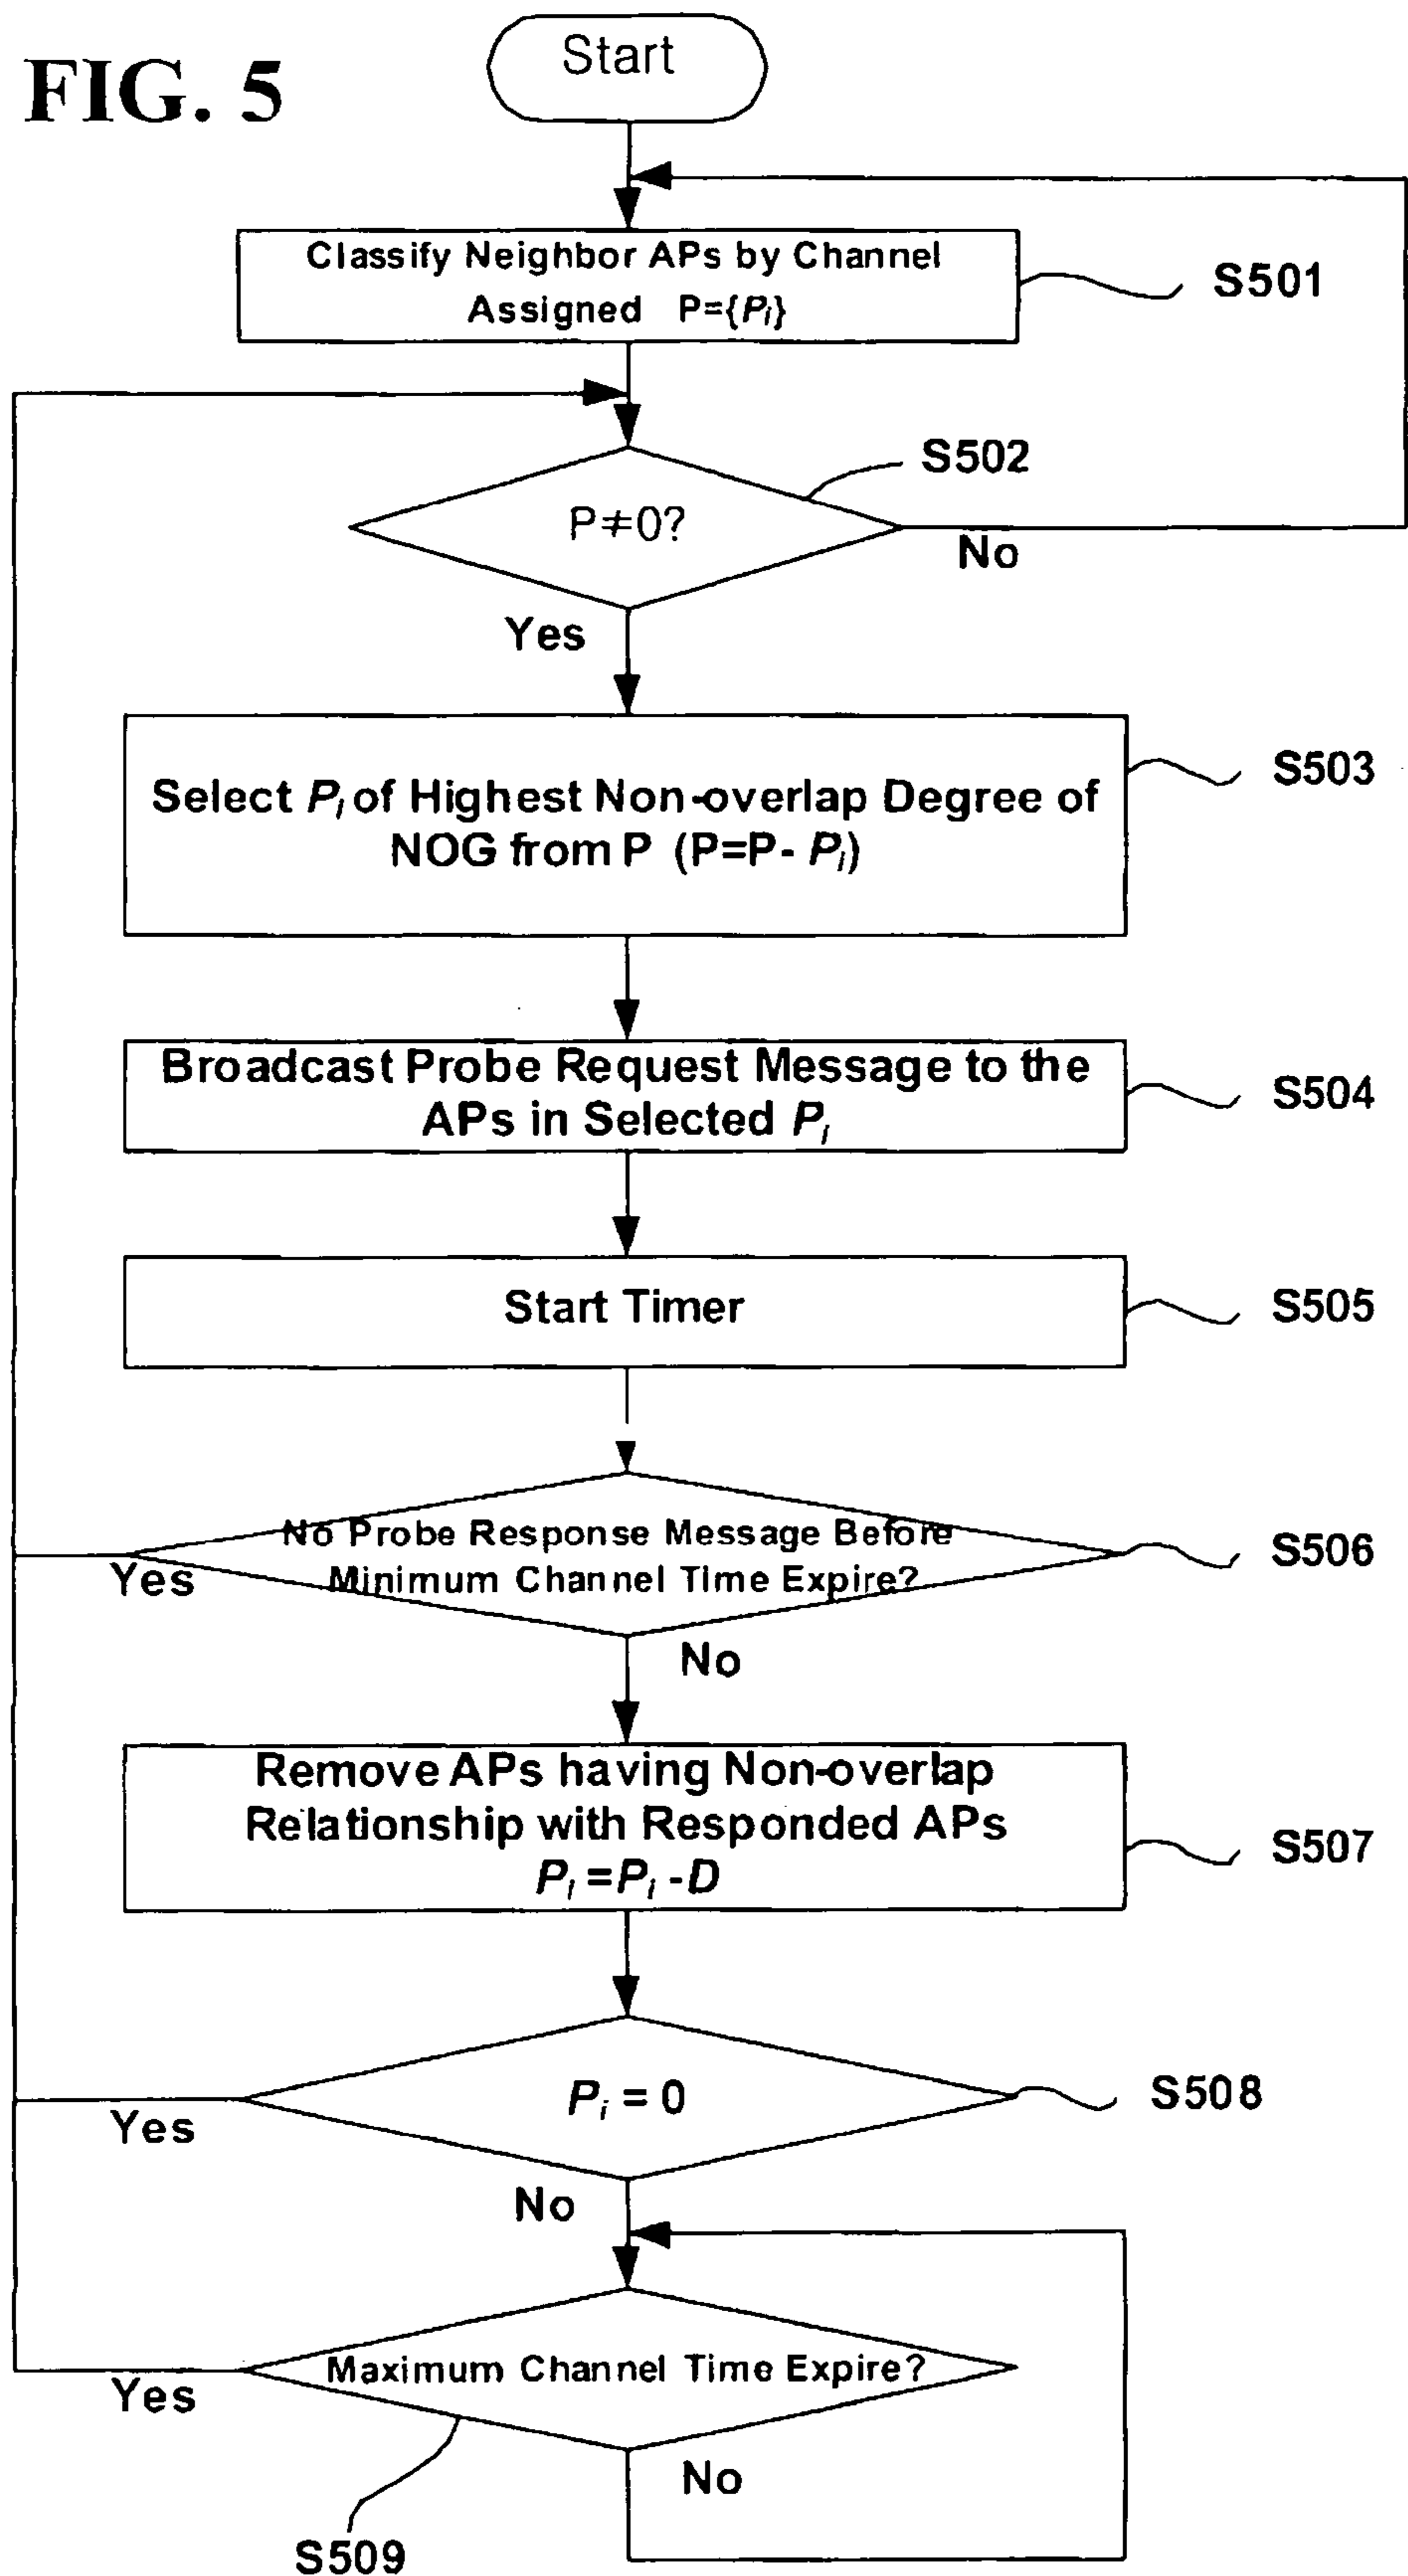 FIG. 5
Start
Classify Neighbor APs by Channel
Assigned P={Pi}
S501
P≠0?
S502
No
Yes
Select Pi of Highest Non-overlap Degree of
NOG from P (P=P- Pi)
S503
Broadcast Probe Request Message to the
APs in Selected Pi
S504
Start Timer
S505
No Probe Response Message Before
Minimum Channel Time Expire?
S506
Yes
No
Remove APs having Non-overlap
Relationship with Responded APs
Pi =Pi -D
S507
Pi = 0
S508
Yes
No
Maximum Channel Time Expire?
Yes
No
S509